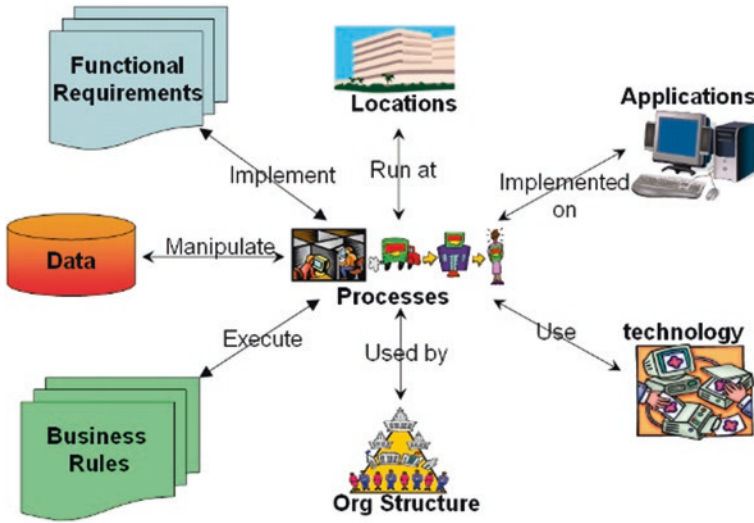 Functional
Requirements
Locations
Applications
Implement
Run at
Implemented
on
Data
Manipulate
Processes
Execute
Used by
Use
technology
Business
Rules
Org Structure